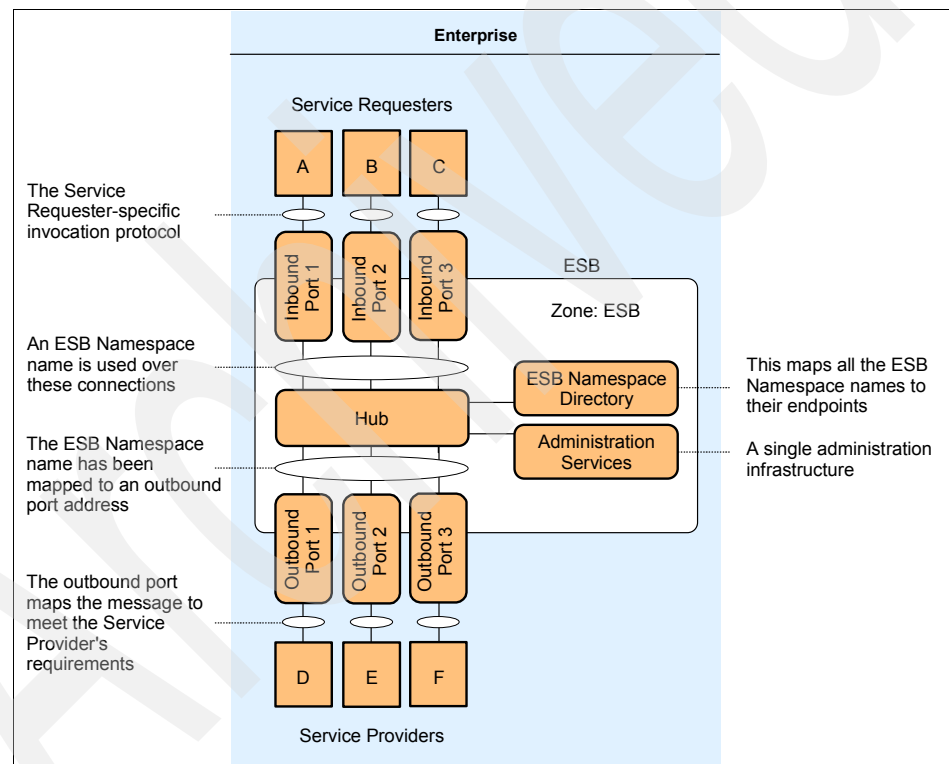 Enterprise
Service Requesters
A
B
C
The Service
Requester-specific
invocation protocol
Inbound
Port 1
Inbound
Port 2
Inbound
Port 3
ESB
Zone: ESB
An ESB Namespace
name is used over
these connections
ESB Namespace
Directory
This maps all the ESB
Namespace names to
their endpoints
Hub
The ESB Namespace
name has been
mapped to an outbound
port address
Administration
Services
A single administration
infrastructure
Outbound
Port 1
Outbound
Port 2
Outbound
Port 3
The outbound port
maps the message to
meet the Service
Provider's
requirements
D
E
F
Service Providers
Archived